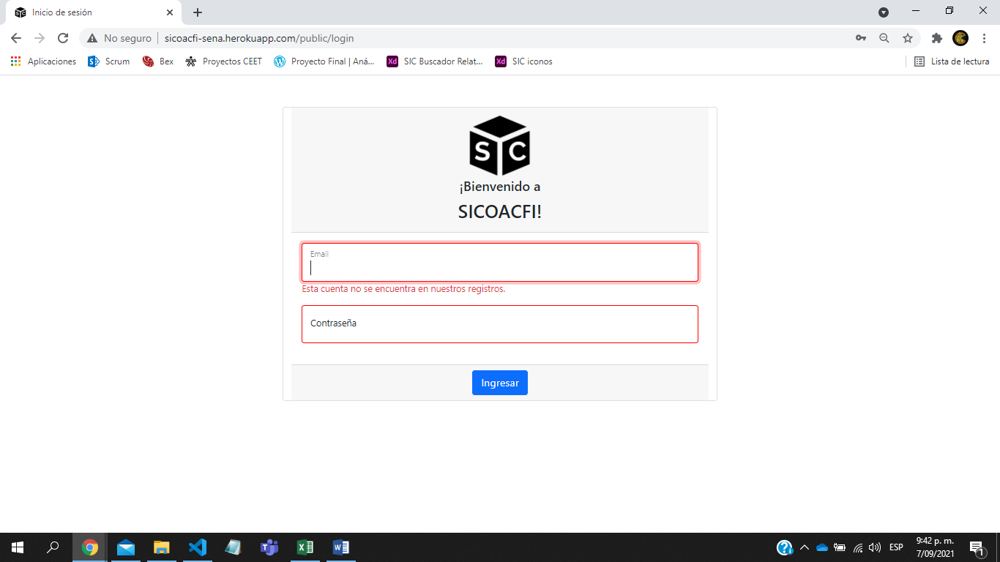 Inicio de sesión
No seguro
sicoacfi-sena.herokuapp.com/public/login
Aplicaciones
Scrum
Bex
Proyectos CEET
Proyecto Final | Aná...
Xd
SIC Buscador Relat...
Xd
SIC iconos
Lista de lectura
S C
¡Bienvenido a
SICOACFI!
Email
Esta cuenta no se encuentra en nuestros registros.
Contraseña
Ingresar
ESP
9:42 p. m.
7/09/2021
1